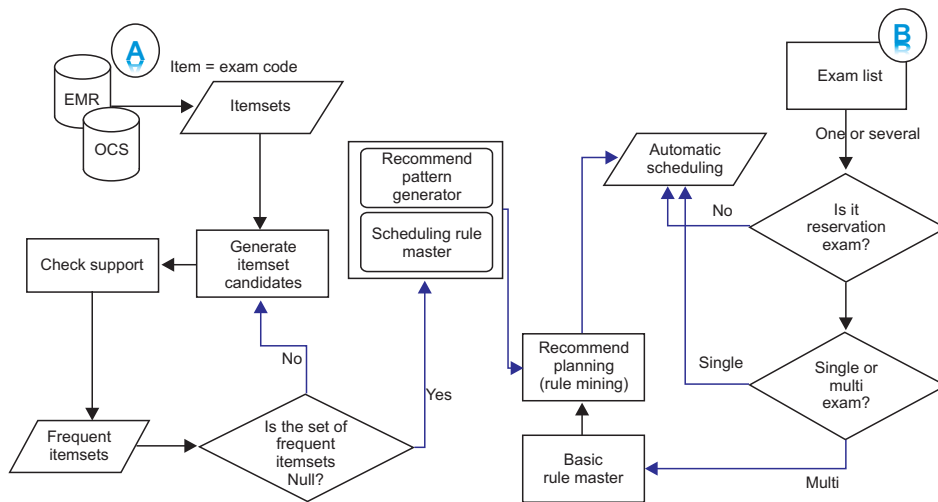 A
Item = exam code
EMR
OCS
Itemsets
Recommend
pattern
generator
Scheduling rule
master
Check support
Generate
itemset
candidates
No
Yes
Frequent
itemsets
Is the set of
frequent
itemsets
Null?
B
Exam list
One or several
Automatic
scheduling
No
Is it
reservation
exam?
Recommend
planning
(rule mining)
Single
Single or
multi
exam?
Basic
rule master
Multi